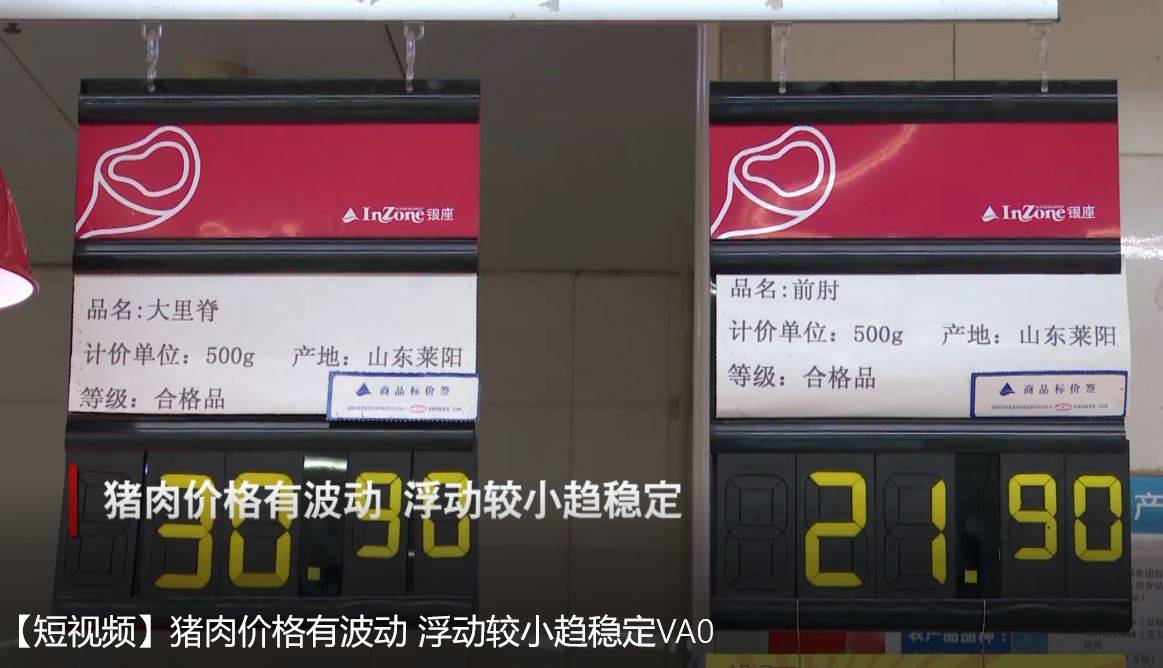 InZone银座
品名:大里脊
计价单位: 500g 产地: 山东莱阳
等级: 合格品
商品标价签
30.90
InZone银座
品名:前肘
计价单位: 500g 产地: 山东莱阳
等级: 合格品
商品标价签
21.90
产
猪肉价格有波动 浮动较小趋稳定
【短视频】猪肉价格有波动 浮动较小趋稳定VA0